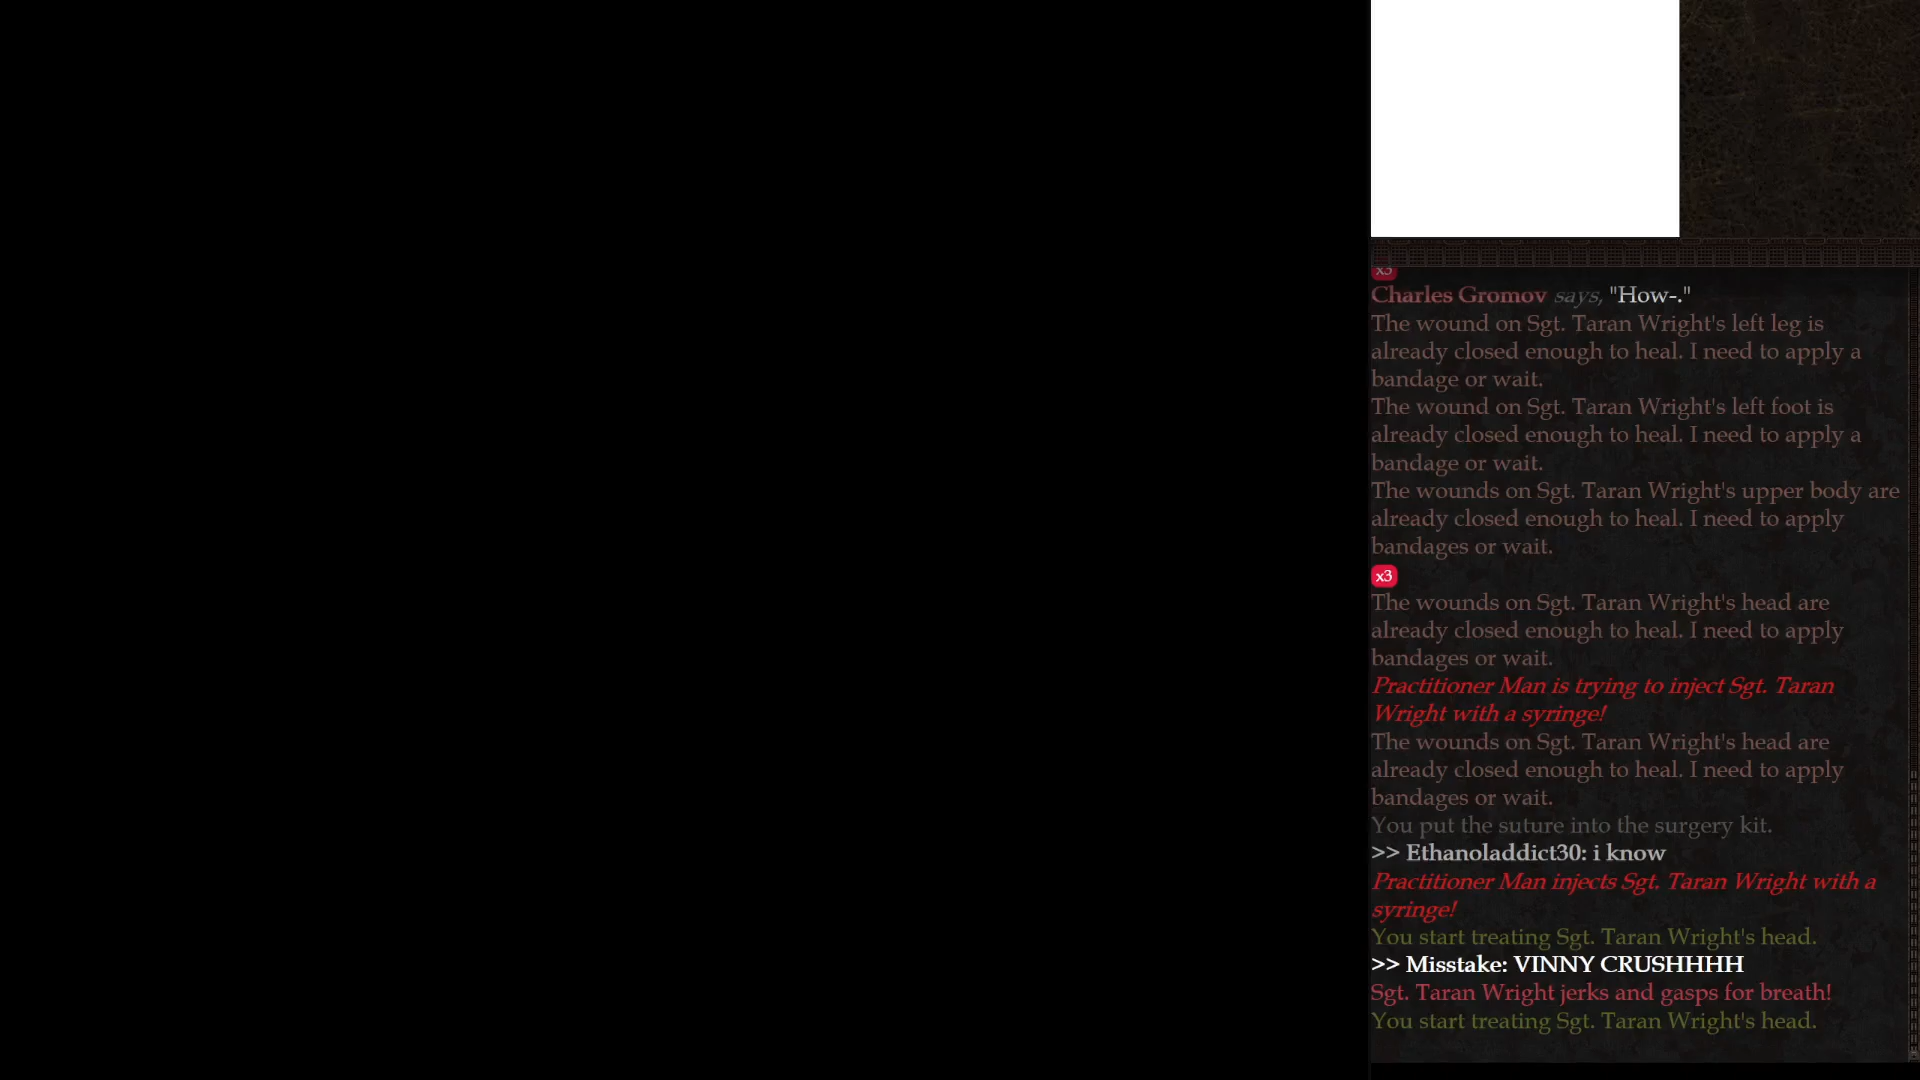 x3
Charles Gromov says, "How-."
The wound on Sgt. Taran Wright's left leg is
already closed enough to heal. I need to apply a
bandage or wait.
The wound on Sgt. Taran Wright's left foot is
already closed enough to heal. I need to apply a
bandage or wait.
The wounds on Sgt. Taran Wright's upper body are
already closed enough to heal. I need to apply
bandages or wait.
x3
The wounds on Sgt. Taran Wright's head are
already closed enough to heal. I need to apply
bandages or wait.
Practitioner Man is trying to inject Sgt. Taran
Wright with a syringe!
The wounds on Sgt. Taran Wright's head are
already closed enough to heal. I need to apply
bandages or wait.
You put the suture into the surgery kit.
>> Ethanoladdict30: i know
Practitioner Man injects Sgt. Taran Wright with a
syringe!
You start treating Sgt. Taran Wright's head.
>> Misstake: VINNY CRUSHHHH
Sgt. Taran Wright jerks and gasps for breath!
You start treating Sgt. Taran Wright's head.